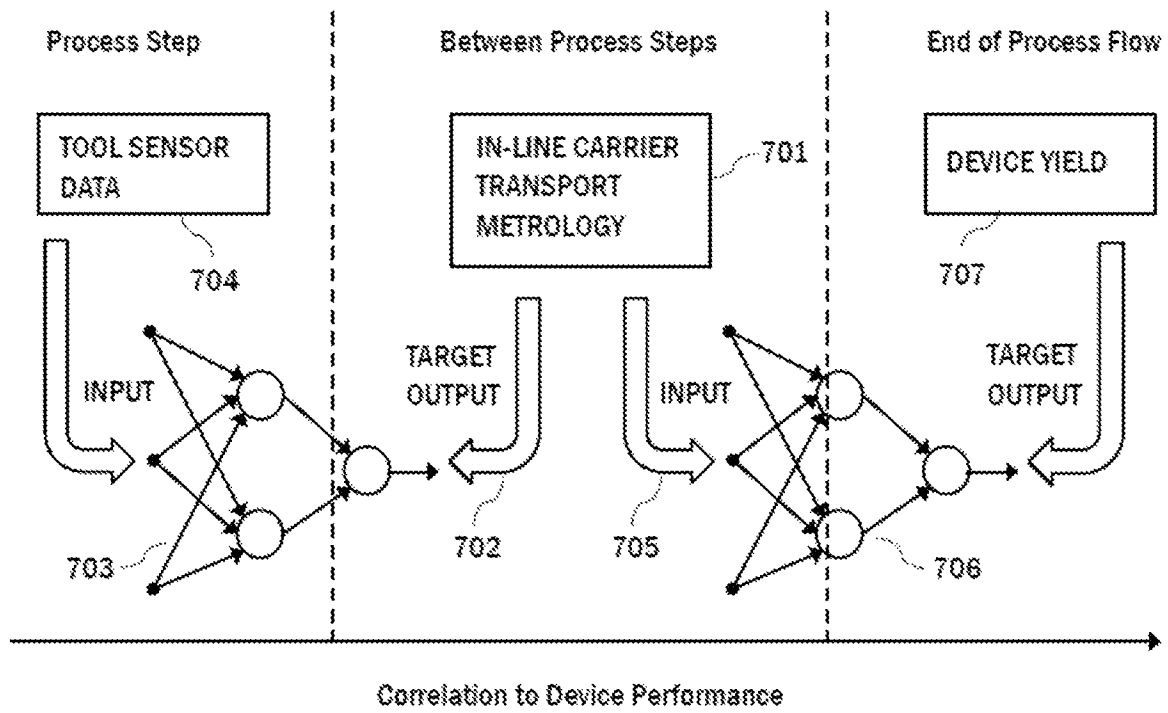 Process Step
Between Process Steps
End of Process Flow
TOOL SENSOR
DATA
704
IN-LINE CARRIER
TRANSPORT
METROLOGY
701
DEVICE YIELD
707
INPUT
TARGET
OUTPUT
INPUT
TARGET
OUTPUT
703
702
705
706
Correlation to Device Performance